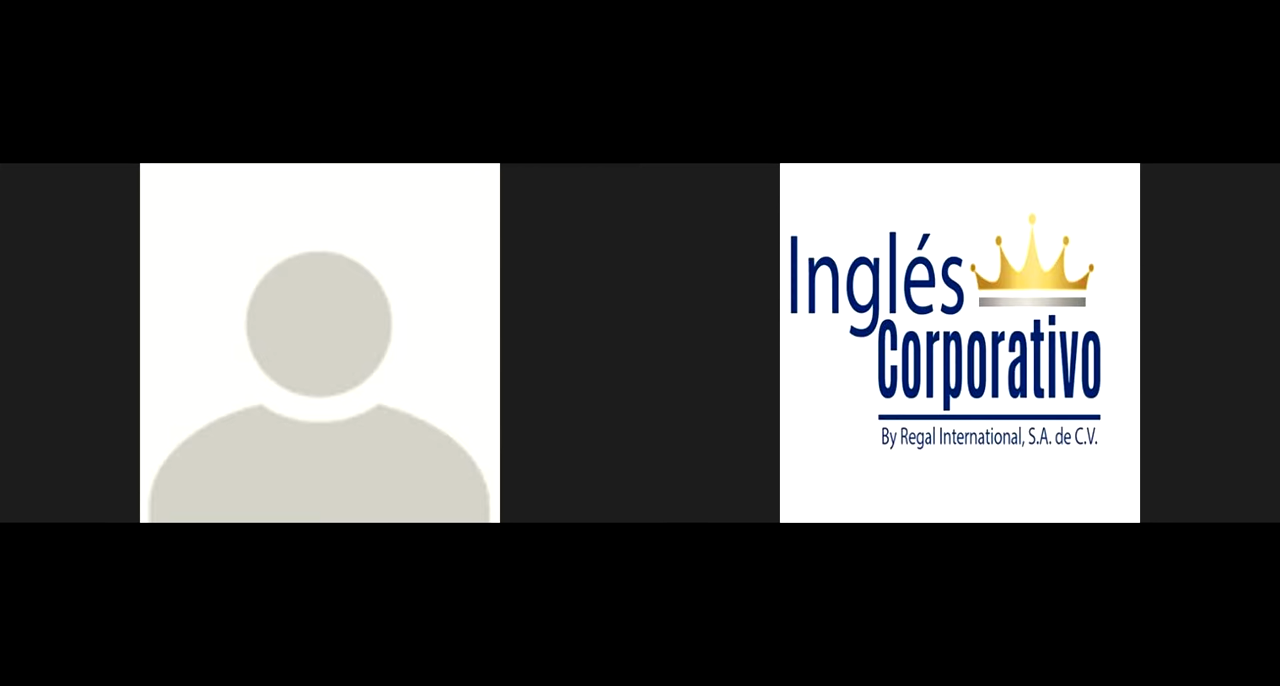 Inglés
Corporativo
By Regal International, S.A. de C.V.